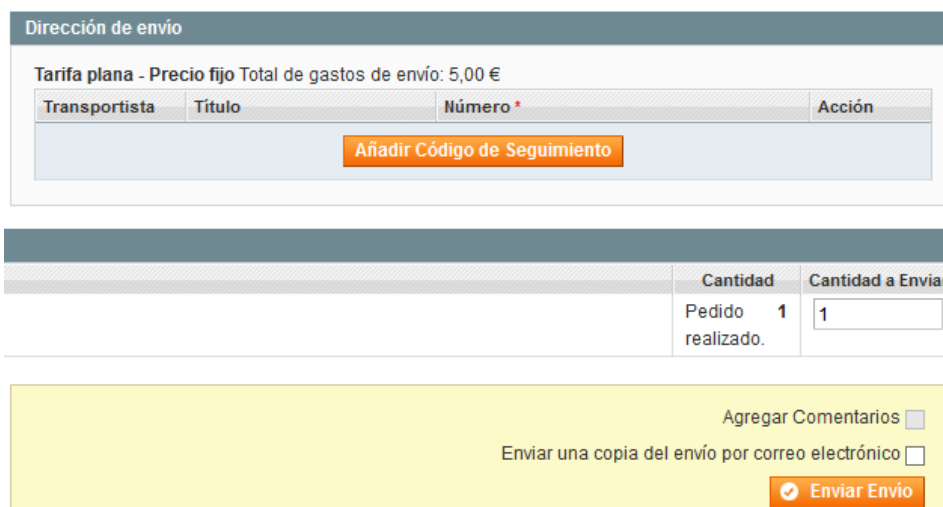 Dirección de envío
Tarifa plana - Precio fijo Total de gastos de envío: 5,00 €
Transportista Título Número * Acción
Añadir Código de Seguimiento
Cantidad Cantidad a Enviar
Pedido 1 1
realizado.
Agregar Comentarios
Enviar una copia del envío por correo electrónico
Enviar Envío